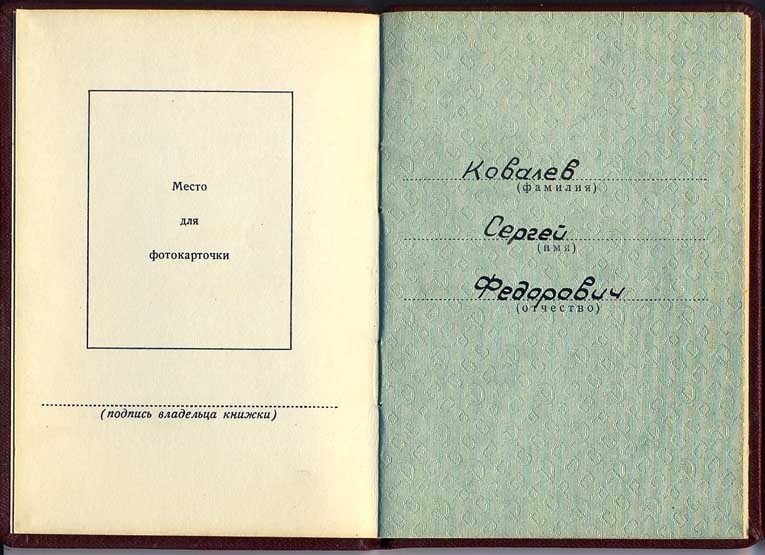 Место
для
фотокарточки
(подпись владельца книжки)
Ковалев
(фамилия)
Сергей
(имя)
Федорович
(отчество)